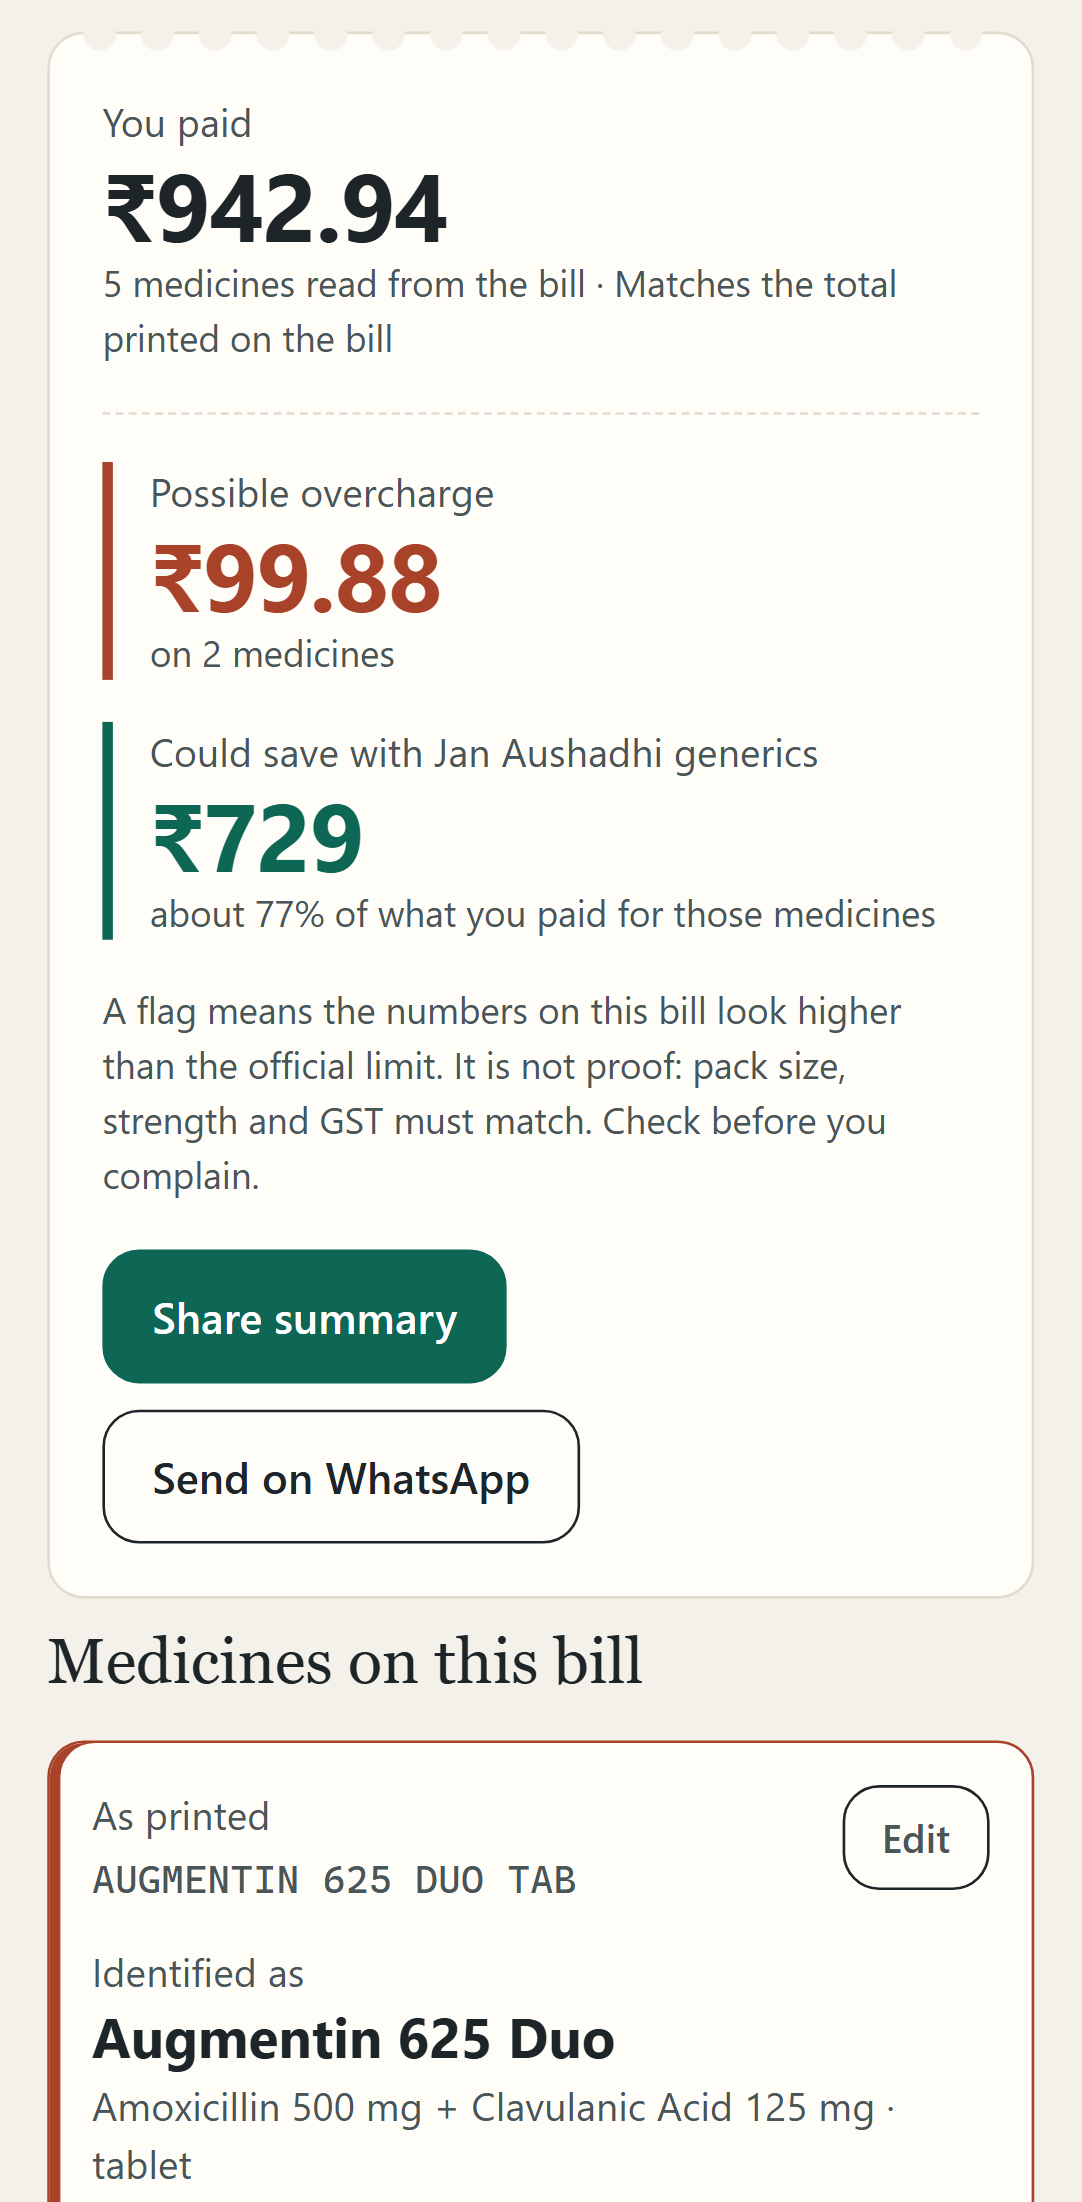 You paid
₹942.94
5 medicines read from the bill · Matches the total
printed on the bill
Possible overcharge
₹99.88
on 2 medicines
Could save with Jan Aushadhi generics
₹729
about 77% of what you paid for those medicines
A flag means the numbers on this bill look higher
than the official limit. It is not proof: pack size,
strength and GST must match. Check before you
complain.
Share summary
Send on WhatsApp
Medicines on this bill
As printed
Edit
AUGMENTIN 625 DUO TAB
Identified as
Augmentin 625 Duo
Amoxicillin 500 mg + Clavulanic Acid 125 mg ·
tablet